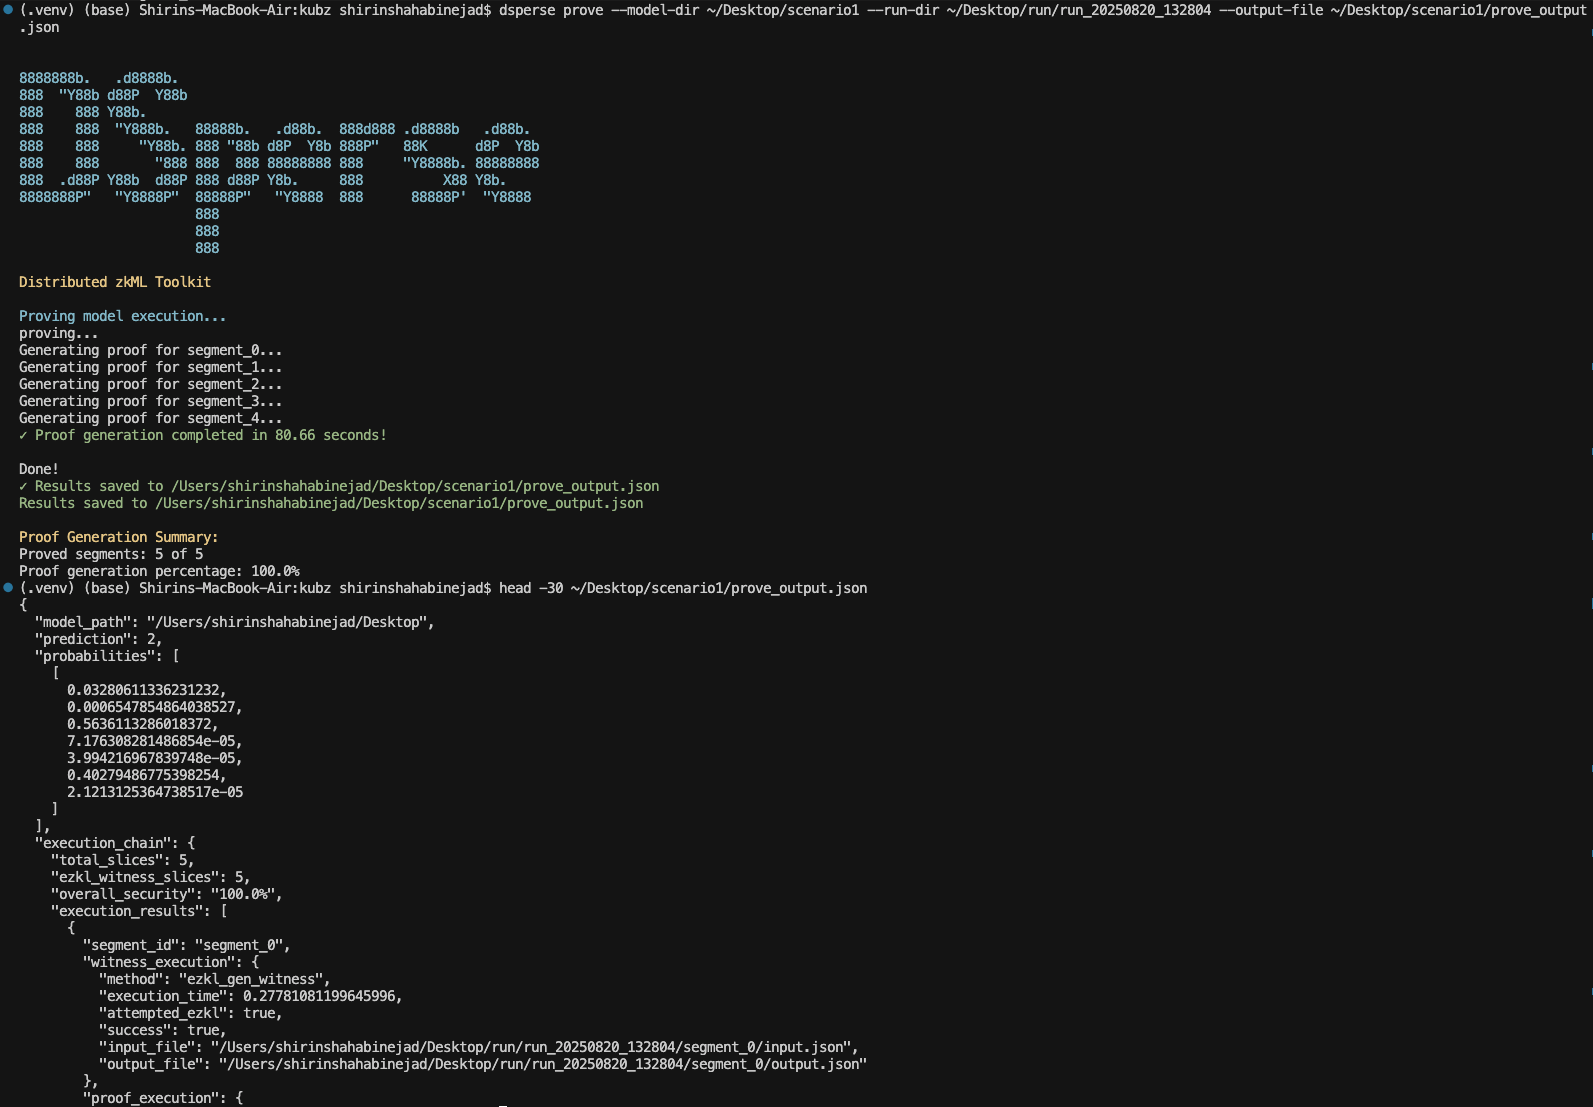 (.venv) (base) Shirins-MacBook-Air:kubz shirinshahabinejad$ dsperse prove --model-dir ~/Desktop/scenario1 --run-dir ~/Desktop/run/run_20250820_132804 --output-file ~/Desktop/scenario1/prove_output
.json
8888888b.   .d8888b.
888  "Y88b d88P  Y88b
888    888 Y88b.
888    888  "Y888b.   88888b.   .d88b.  888d888 .d8888b   .d88b.
888    888     "Y88b. 888 "88b d8P  Y8b 888P"   88K      d8P  Y8b
888    888       "888 888  888 88888888 888     "Y8888b. 88888888
888  .d88P Y88b  d88P 888 d88P Y8b.     888          X88 Y8b.
8888888P"   "Y8888P"  88888P"   "Y8888  888      88888P'  "Y8888
                      888
                      888
                      888
Distributed zkML Toolkit
Proving model execution...
proving...
Generating proof for segment_0...
Generating proof for segment_1...
Generating proof for segment_2...
Generating proof for segment_3...
Generating proof for segment_4...
✓ Proof generation completed in 80.66 seconds!
Done!
✓ Results saved to /Users/shirinshahabinejad/Desktop/scenario1/prove_output.json
Results saved to /Users/shirinshahabinejad/Desktop/scenario1/prove_output.json
Proof Generation Summary:
Proved segments: 5 of 5
Proof generation percentage: 100.0%
(.venv) (base) Shirins-MacBook-Air:kubz shirinshahabinejad$ head -30 ~/Desktop/scenario1/prove_output.json
{
  "model_path": "/Users/shirinshahabinejad/Desktop",
  "prediction": 2,
  "probabilities": [
    [
      0.03280611336231232,
      0.0006547854864038527,
      0.5636113286018372,
      7.176308281486854e-05,
      3.994216967839748e-05,
      0.40279486775398254,
      2.1213125364738517e-05
    ]
  ],
  "execution_chain": {
    "total_slices": 5,
    "ezkl_witness_slices": 5,
    "overall_security": "100.0%",
    "execution_results": [
      {
        "segment_id": "segment_0",
        "witness_execution": {
          "method": "ezkl_gen_witness",
          "execution_time": 0.27781081199645996,
          "attempted_ezkl": true,
          "success": true,
          "input_file": "/Users/shirinshahabinejad/Desktop/run/run_20250820_132804/segment_0/input.json",
          "output_file": "/Users/shirinshahabinejad/Desktop/run/run_20250820_132804/segment_0/output.json"
        },
        "proof_execution": {